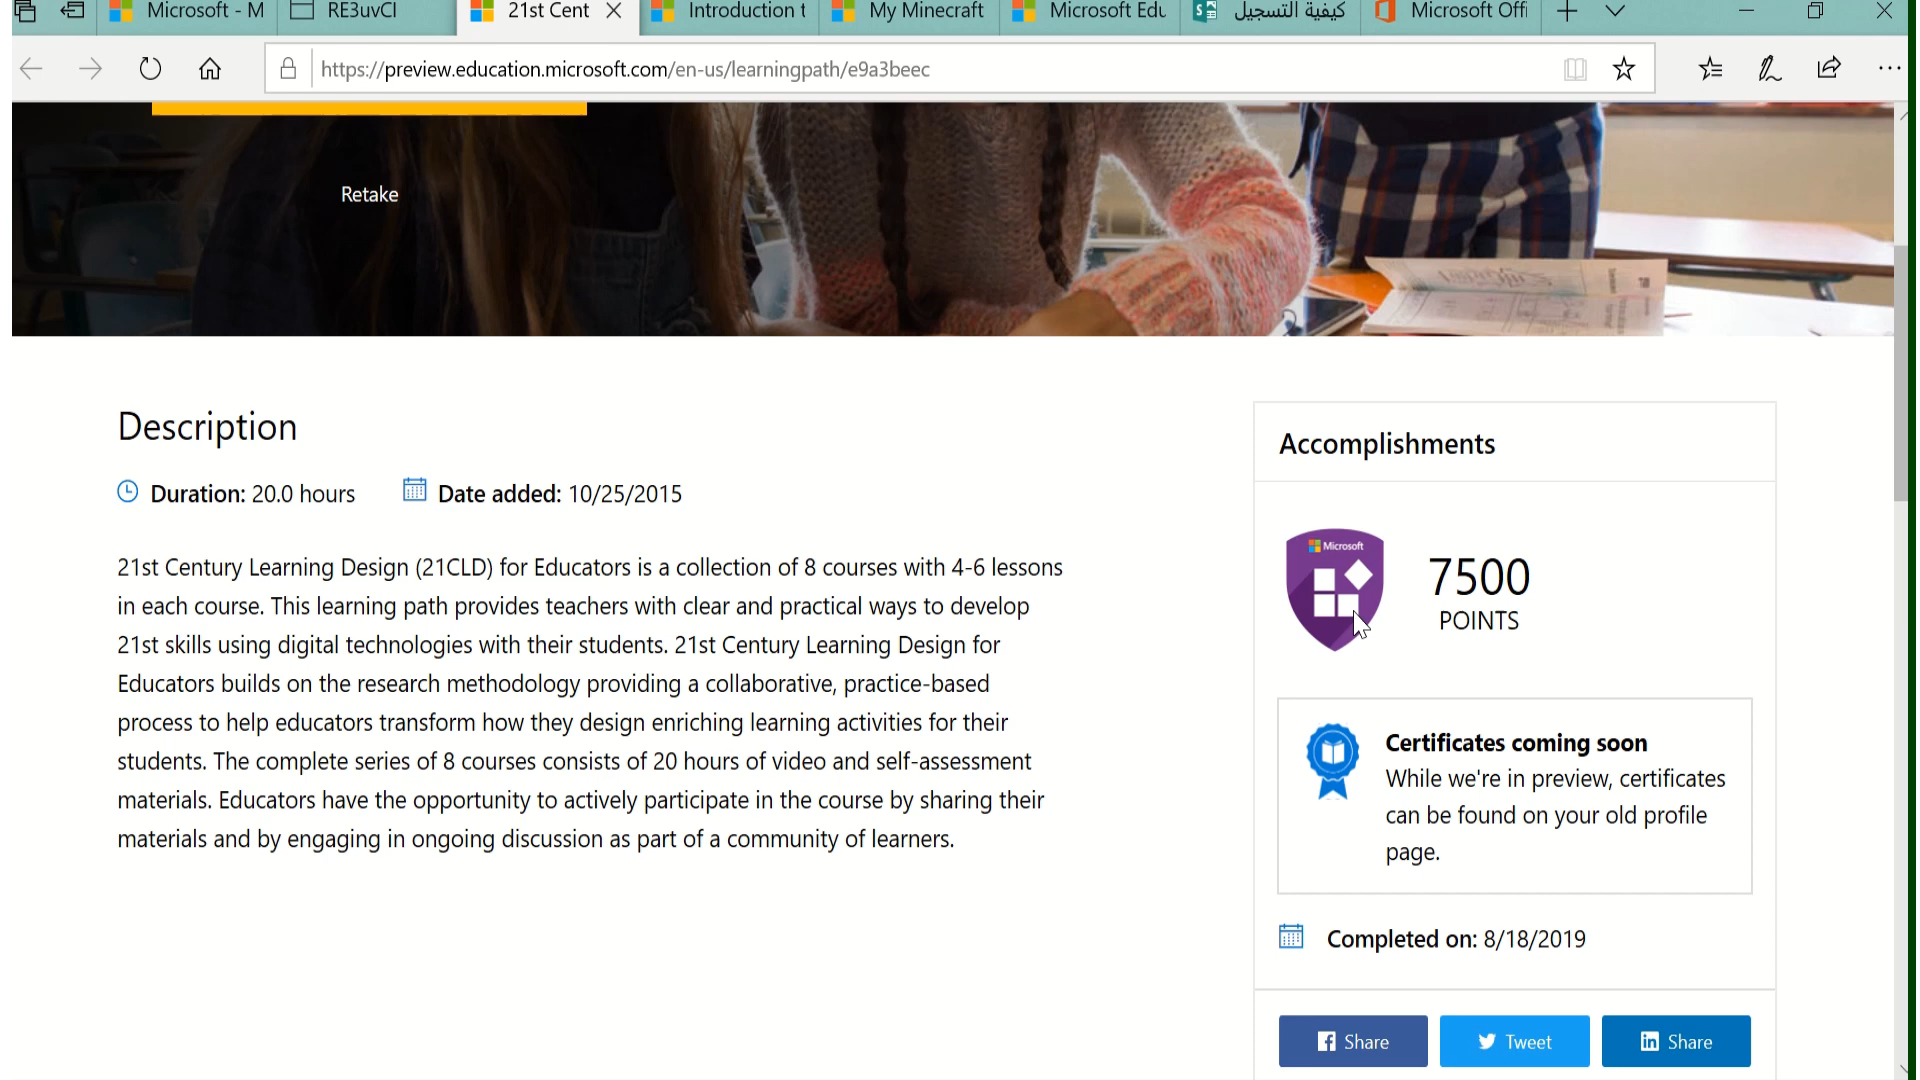 Microsoft - M
RE3uvCl
21st Cent
Introduction t
My Minecraft
Microsoft Edu
كيفية التسجيل
Microsoft Offi
https://preview.education.microsoft.com/en-us/learningpath/e9a3beec
Retake
Description
Duration: 20.0 hours
Date added: 10/25/2015
21st Century Learning Design (21CLD) for Educators is a collection of 8 courses with 4-6 lessons
in each course. This learning path provides teachers with clear and practical ways to develop
21st skills using digital technologies with their students. 21st Century Learning Design for
Educators builds on the research methodology providing a collaborative, practice-based
process to help educators transform how they design enriching learning activities for their
students. The complete series of 8 courses consists of 20 hours of video and self-assessment
materials. Educators have the opportunity to actively participate in the course by sharing their
materials and by engaging in ongoing discussion as part of a community of learners.
Accomplishments
Microsoft
7500
POINTS
Certificates coming soon
While we're in preview, certificates
can be found on your old profile
page.
Completed on: 8/18/2019
Share
Tweet
Share